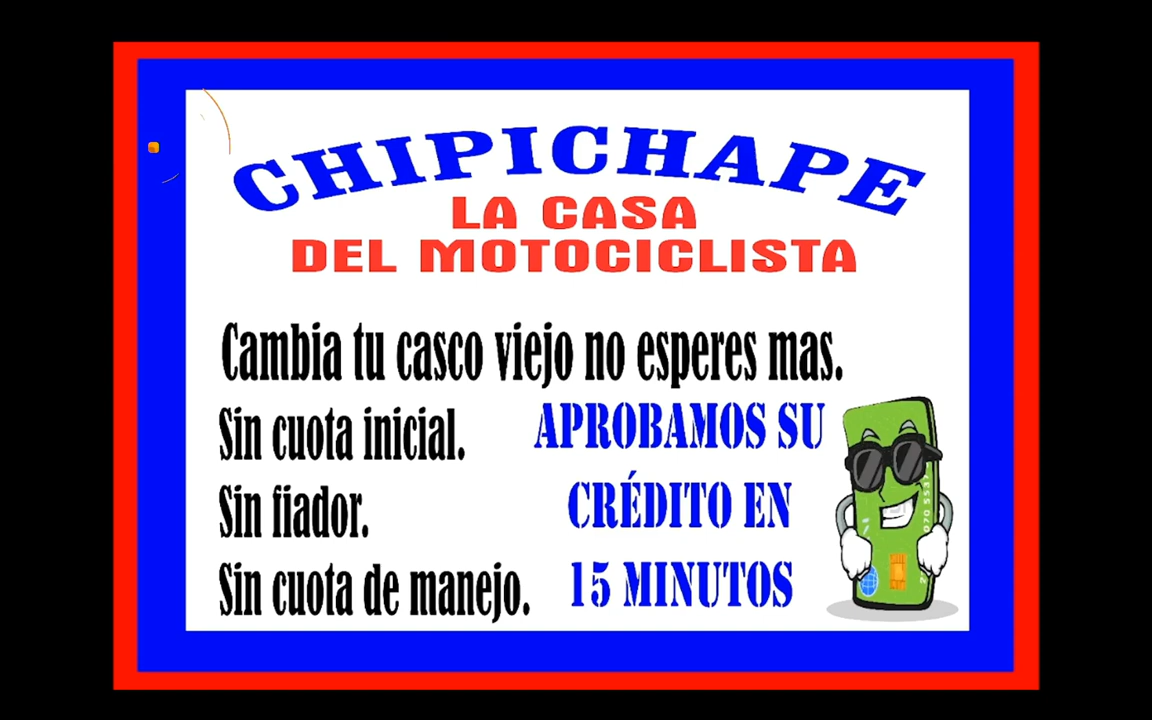 CHIPICHAPE
LA CASA
DEL MOTOCICLISTA
Cambia tu casco viejo no esperes mas.
Sin cuota inicial.
Sin fiador.
Sin cuota de manejo.
APROBAMOS SU
CRÉDITO EN
15 MINUTOS